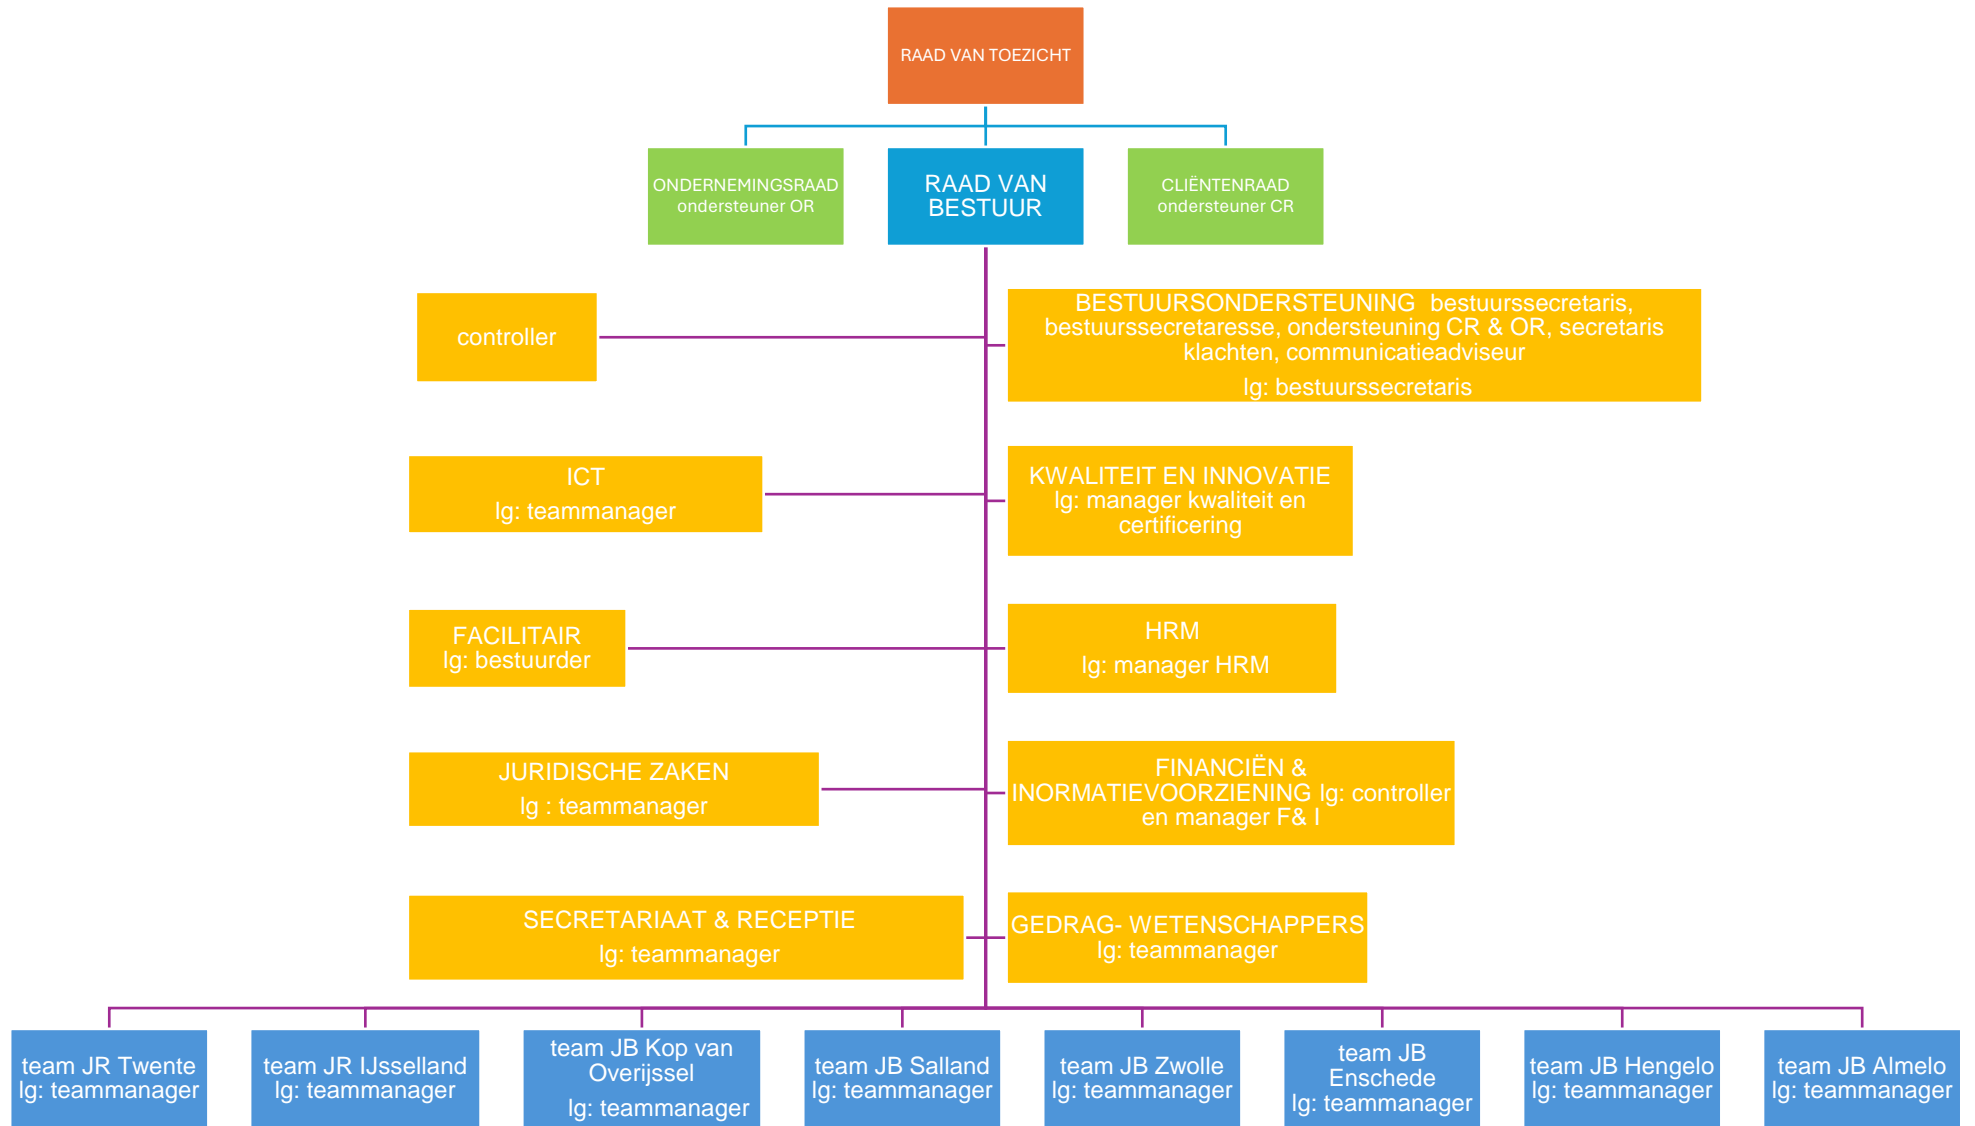 RAAD VAN TOEZICHT
ONDERNEMINGSRAAD
ondersteuner OR
RAAD VAN
BESTUUR
CLIËNTENRAAD
ondersteuner CR
controller
BESTUURSONDERSTEUNING bestuurssecretaris,
bestuurssecretaresse, ondersteuning CR & OR, secretaris
klachten, communicatieadviseur
lg: bestuurssecretaris
ICT
lg: teammanager
KWALITEIT EN INNOVATIE
lg: manager kwaliteit en
certificering
FACILITAIR
lg: bestuurder
HRM
lg: manager HRM
JURIDISCHE ZAKEN
lg : teammanager
FINANCIËN &
INORMATIEVOORZIENING lg: controller
en manager F& I
SECRETARIAAT & RECEPTIE
lg: teammanager
GEDRAG- WETENSCHAPPERS
lg: teammanager
team JR Twente
lg: teammanager
team JR IJsselland
lg: teammanager
team JB Kop van
Overijssel
lg: teammanager
team JB Salland
lg: teammanager
team JB Zwolle
lg: teammanager
team JB
Enschede
lg: teammanager
team JB Hengelo
lg: teammanager
team JB Almelo
lg: teammanager